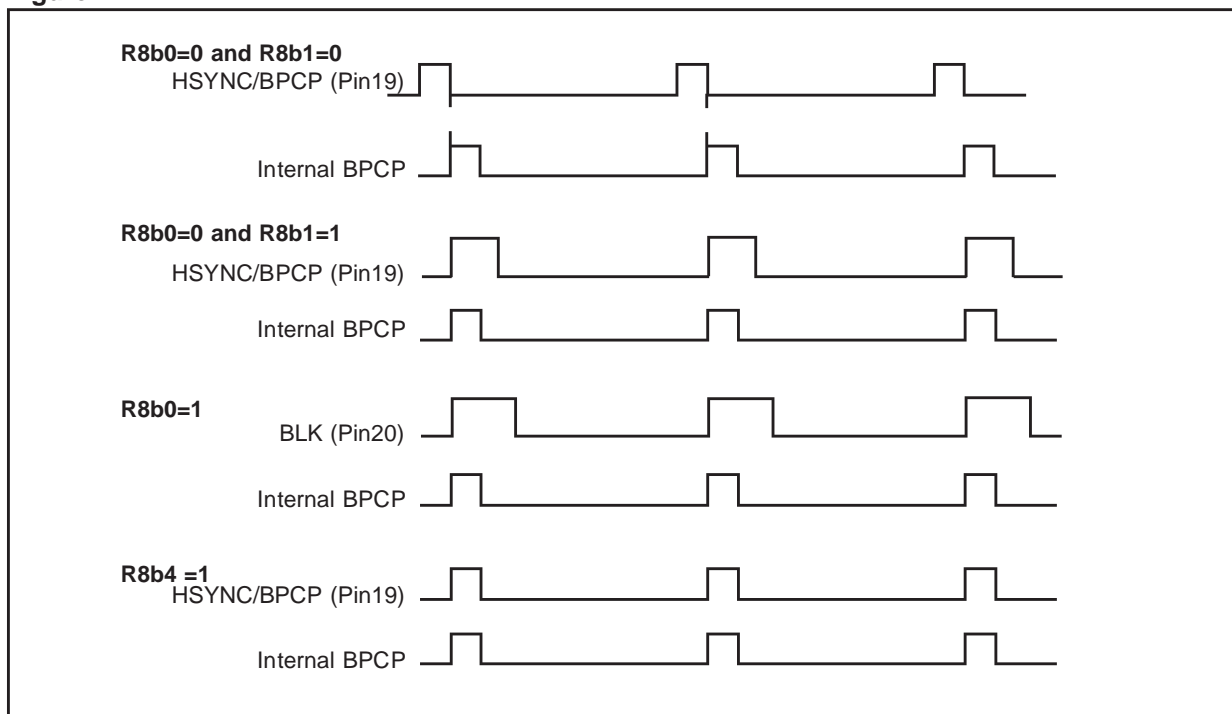 R8b0=0 and R8b1=0
HSYNC/BPCP (Pin19)
Internal BPCP
R8b0=0 and R8b1=1
HSYNC/BPCP (Pin19)
Internal BPCP
R8b0=1
BLK (Pin20)
Internal BPCP
R8b4 =1
HSYNC/BPCP (Pin19)
Internal BPCP